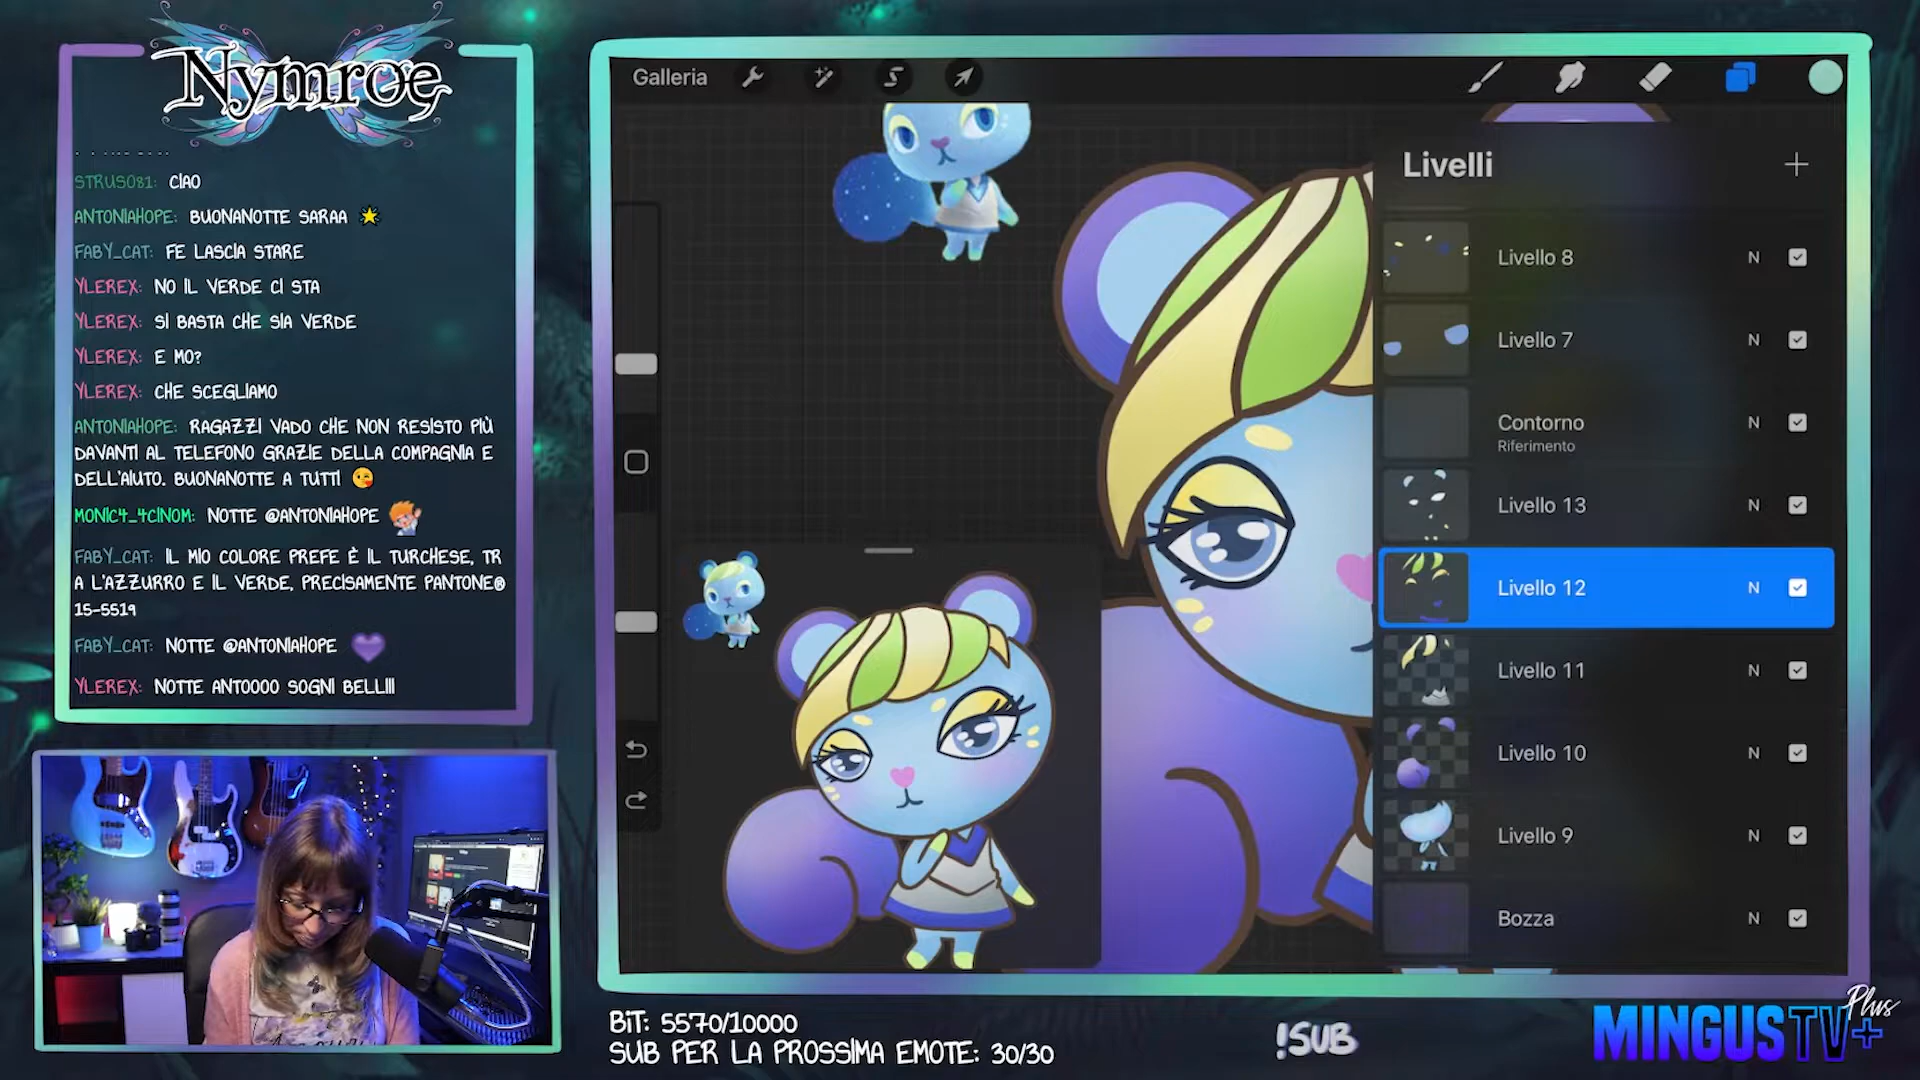 Nymroe
STRUSO81: CIAO
ANTONIAHOPE: BUONANOTTE SARAA
FABY_CAT: FE LASCIA STARE
YLEREX: NO IL VERDE CI STA
YLEREX: SI BASTA CHE SIA VERDE
YLEREX: E MO?
YLEREX: CHE SCEGLIAMO
ANTONIAHOPE: RAGAZZI VADO CHE NON RESISTO PIÙ
DAVANTI AL TELEFONO GRAZIE DELLA COMPAGNIA E
DELL'AIUTO. BUONANOTTE A TUTTI
MONIC4_4CINOM: NOTTE @ANTONIAHOPE
FABY_CAT: IL MIO COLORE PREFE È IL TURCHESE, TR
A L'AZZURRO E IL VERDE, PRECISAMENTE PANTONE®
15-5519
FABY_CAT: NOTTE @ANTONIAHOPE
YLEREX: NOTTE ANTOOOO SOGNI BELLIII
Galleria
Livelli
Livello 8 N
Livello 7 N
Contorno N
Riferimento
Livello 13 N
Livello 12 N
Livello 11 N
Livello 10 N
Livello 9 N
Bozza N
BIT: 5570/10000
SUB PER LA PROSSIMA EMOTE: 30/30
!SUB
MINGUSTV+ Plus